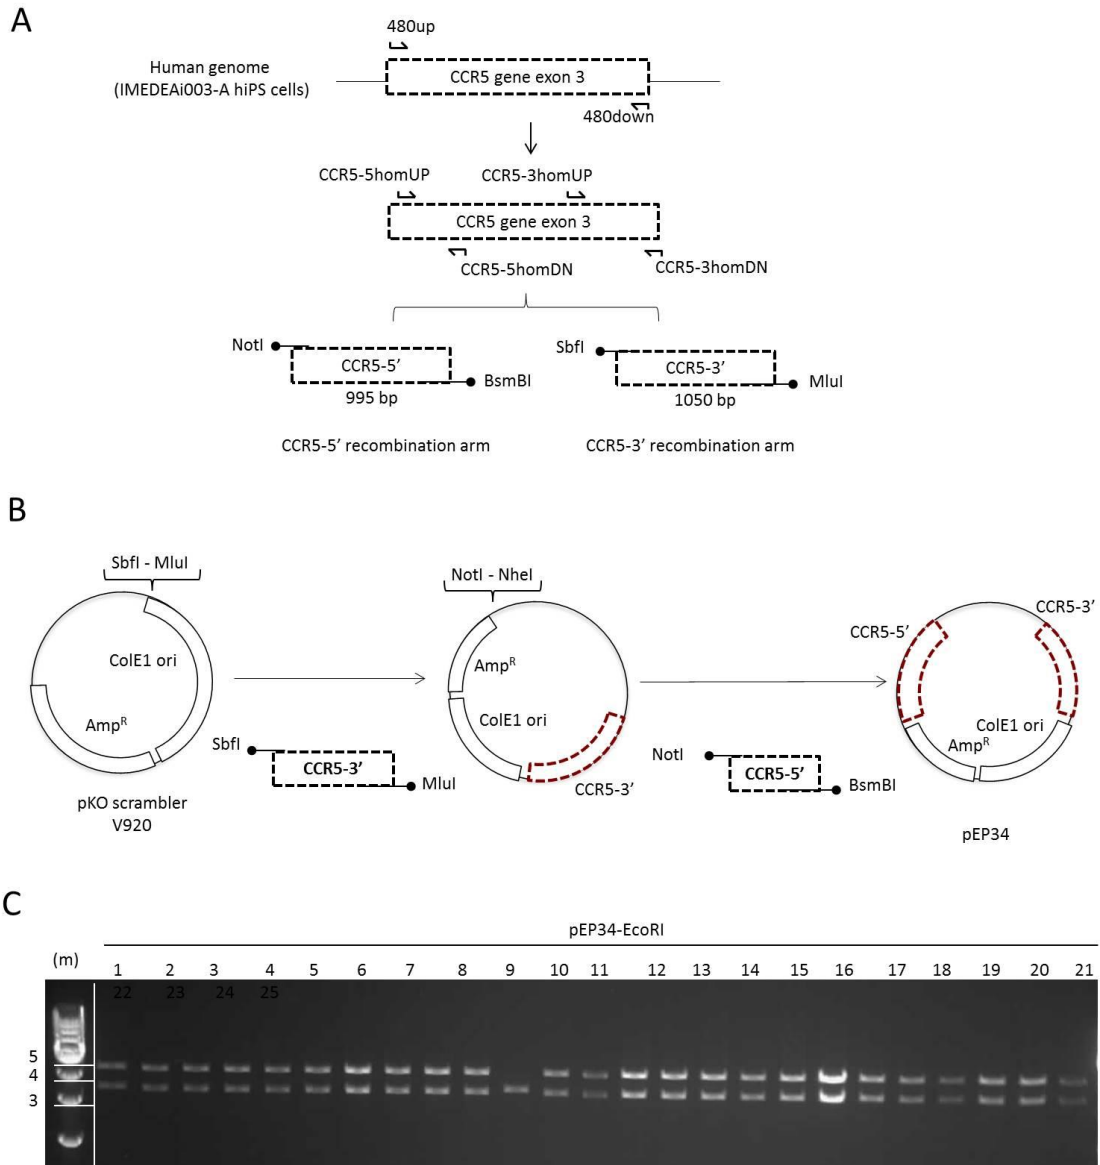 A
480up
Human genome
(IMEDEAi003-A hiPS cells)
CCR5 gene exon 3
480down
CCR5-5homUP
CCR5-3homUP
CCR5 gene exon 3
CCR5-5homDN
CCR5-3homDN
NotI
CCR5-5’
BsmBI
995 bp
SbfI
CCR5-3’
MluI
1050 bp
CCR5-5’ recombination arm
CCR5-3’ recombination arm
B
SbfI - MluI
ColE1 ori
AmpR
pKO scrambler
V920
SbfI
CCR5-3’
MluI
NotI - NheI
AmpR
ColE1 ori
CCR5-3’
NotI
CCR5-5’
BsmBI
CCR5-5’
CCR5-3’
ColE1 ori
AmpR
pEP34
C
pEP34-EcoRI
(m)
1 2 3 4 5 6 7 8 9 10 11 12 13 14 15 16 17 18 19 20 21
22 23 24 25
5
4
3